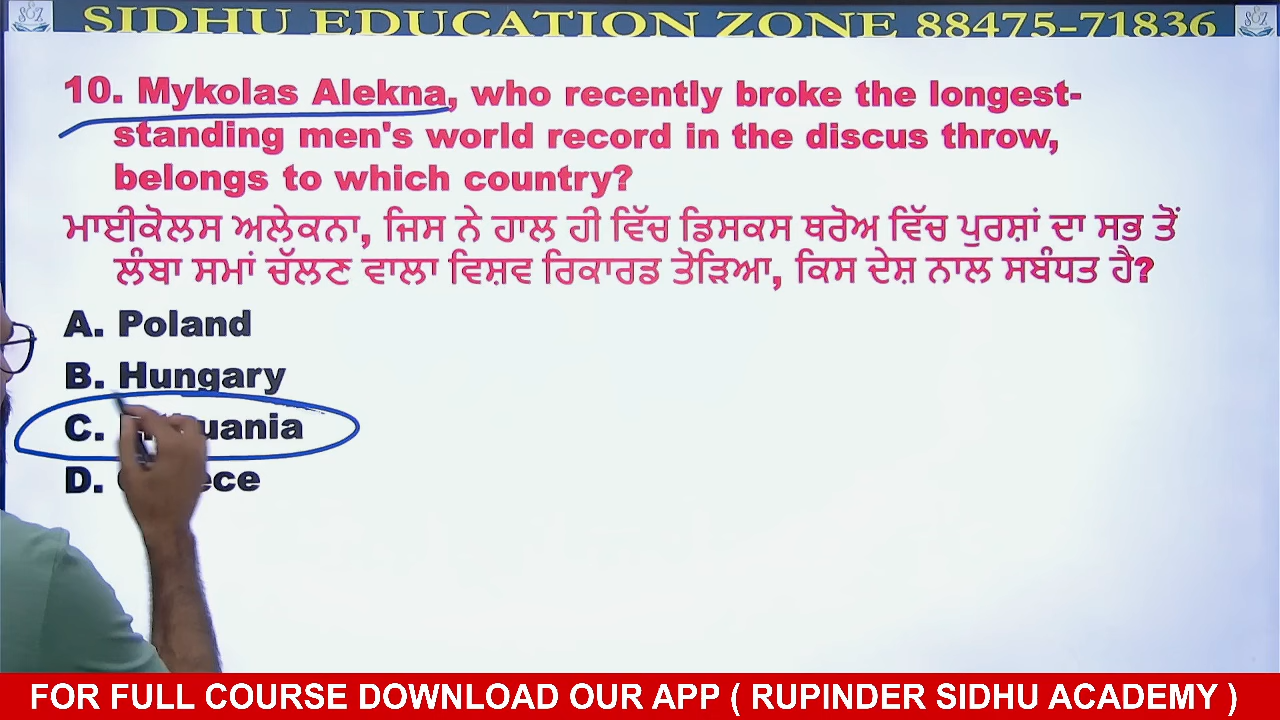 SIDHU EDUCATION ZONE 88475-71836
10. Mykolas Alekna, who recently broke the longest-
standing men's world record in the discus throw,
belongs to which country?
ਮਾਈਕੋਲਸ ਅਲੇਕਨਾ, ਜਿਸ ਨੇ ਹਾਲ ਹੀ ਵਿੱਚ ਡਿਸਕਸ ਥਰੋਅ ਵਿੱਚ ਪੁਰਸ਼ਾਂ ਦਾ ਸਭ ਤੋਂ
ਲੰਬਾ ਸਮਾਂ ਚੱਲਣ ਵਾਲਾ ਵਿਸ਼ਵ ਰਿਕਾਰਡ ਤੋੜਿਆ, ਕਿਸ ਦੇਸ਼ ਨਾਲ ਸਬੰਧਤ ਹੈ?
A. Poland
B. Hungary
C. Lithuania
D. Greece
FOR FULL COURSE DOWNLOAD OUR APP ( RUPINDER SIDHU ACADEMY )